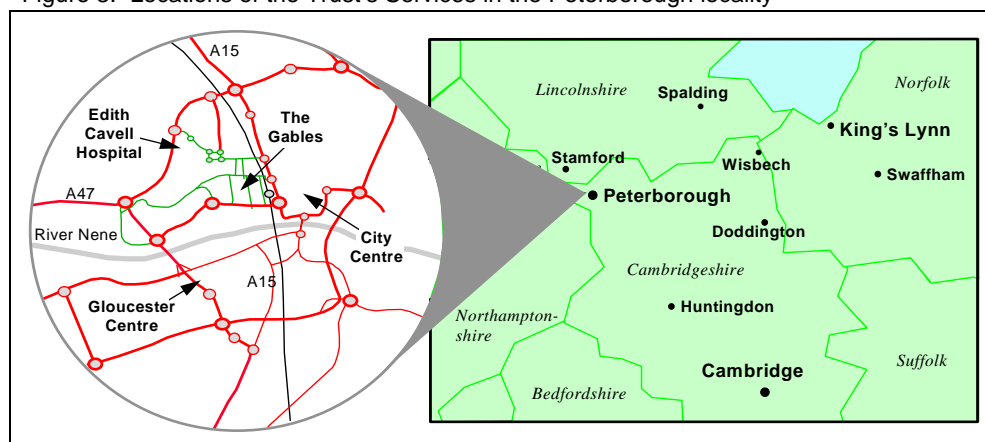 Figure 8: Locations of the Trust's Services in the Peterborough locality
A15
Edith
Cavell
Hospital
The
Gables
A47
River Nene
City
Centre
A15
Gloucester
Centre
Lincolnshire
Spalding
Norfolk
King's Lynn
Stamford
Wisbech
Swaffham
Peterborough
Doddington
Cambridgeshire
Huntingdon
Northampton-
shire
Suffolk
Cambridge
Bedfordshire